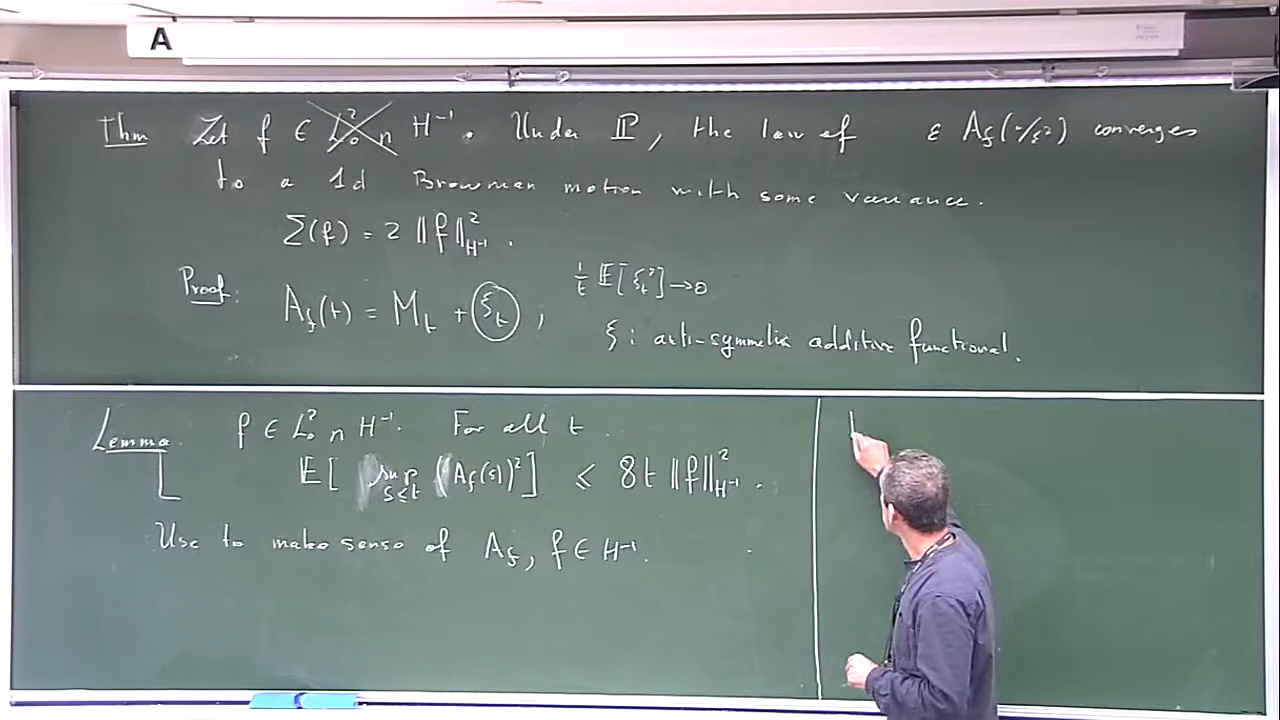 A
Thm Let f ∈ L²₀ ∩ H⁻¹. Under ℙ, the law of ε A_f(·/ε²) converges
to a 1d Brownian motion with some variance.
Σ(f) = 2 ‖f‖²_{H⁻¹}.
Proof: A_f(t) = M_t + ξ_t, 1/t 𝔼[ξ_t²] → 0
ξ : anti-symmetric additive functional.
Lemma. f ∈ L²₀ ∩ H⁻¹. For all t.
𝔼[ sup_{s≤t} (A_f(s))² ] ≤ 8t ‖f‖²_{H⁻¹}.
Use to make sense of A_f, f ∈ H⁻¹.